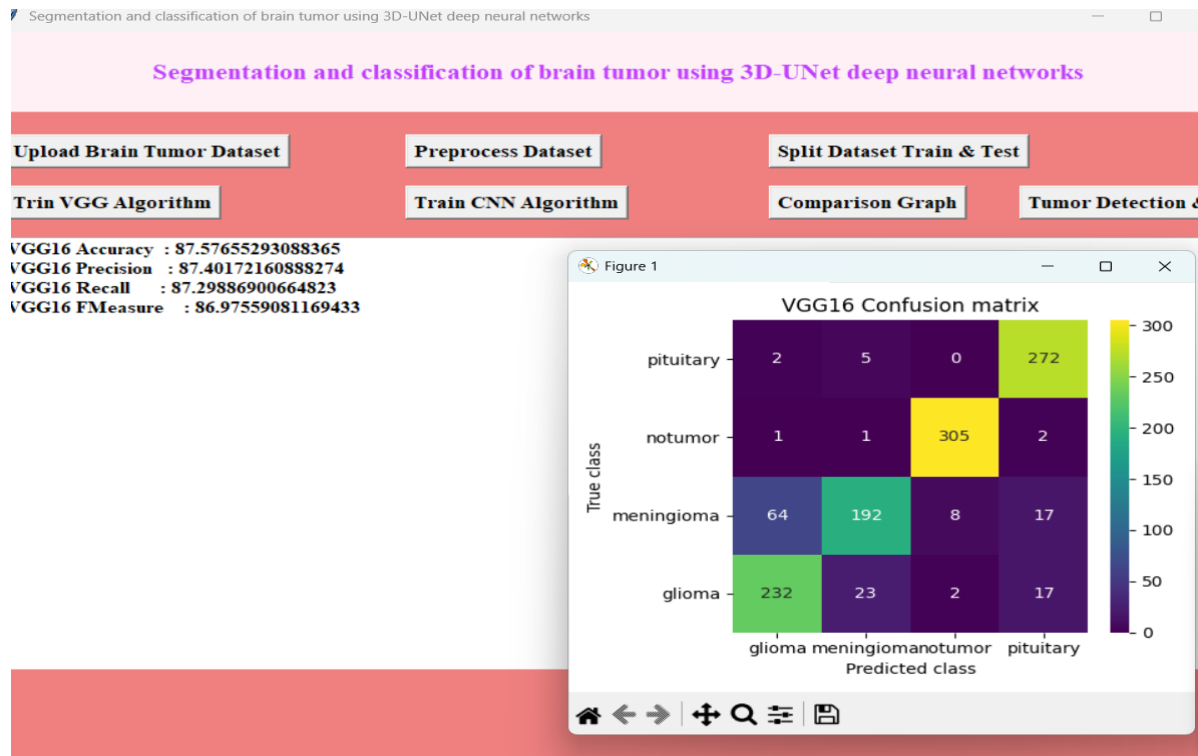 Segmentation and classification of brain tumor using 3D-UNet deep neural networks
Segmentation and classification of brain tumor using 3D-UNet deep neural networks
Upload Brain Tumor Dataset Preprocess Dataset Split Dataset Train & Test
Trin VGG Algorithm Train CNN Algorithm Comparison Graph Tumor Detection &
VGG16 Accuracy : 87.57655293088365
VGG16 Precision : 87.40172160888274
VGG16 Recall : 87.29886900664823
VGG16 FMeasure : 86.97559081169433
Figure 1
VGG16 Confusion matrix
True class
pituitary 2 5 0 272
notumor 1 1 305 2
meningioma 64 192 8 17
glioma 232 23 2 17
glioma meningioma notumor pituitary
Predicted class
300
250
200
150
100
50
0